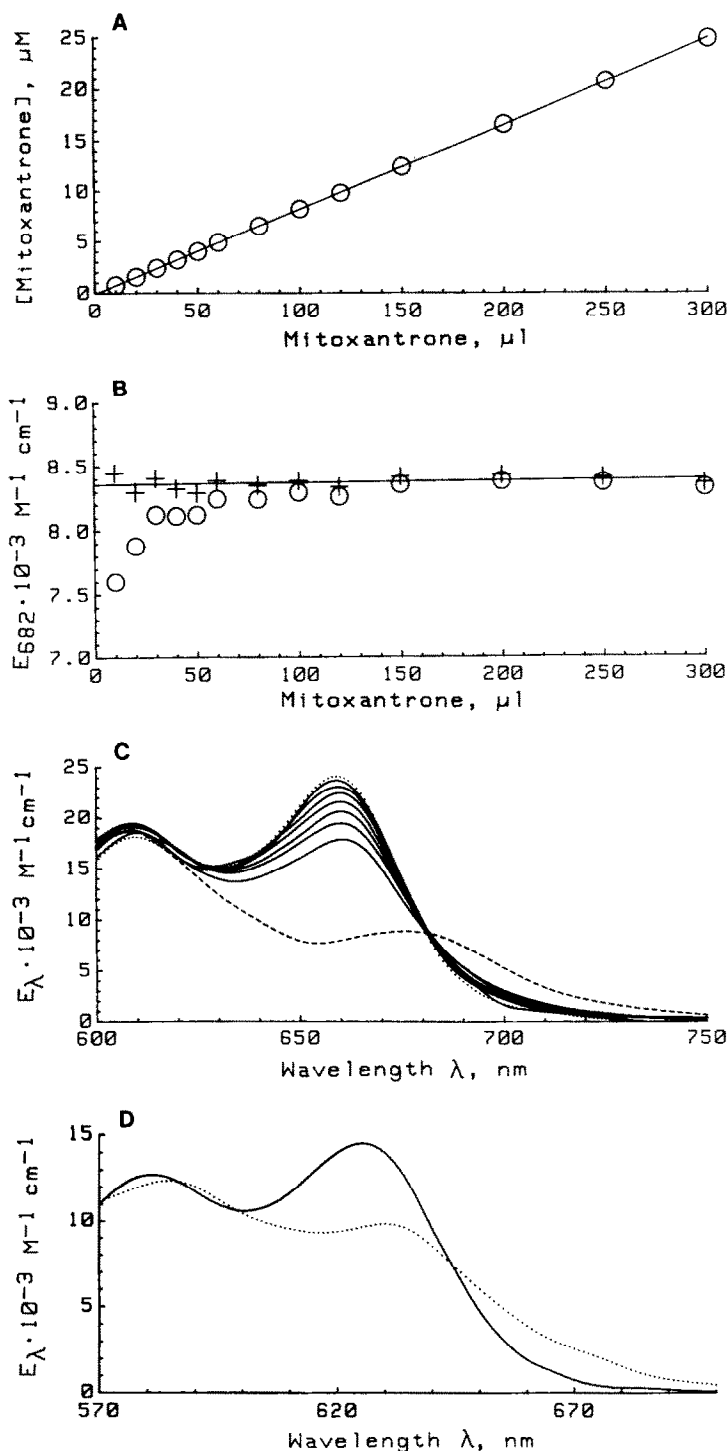 A
[Mitoxantrone], µM
25
20
15
10
5
0
0 50 100 150 200 250 300
Mitoxantrone, µl
B
E682·10-3 M-1 cm-1
9.0
8.5
8.0
7.5
7.0
0 50 100 150 200 250 300
Mitoxantrone, µl
C
Eλ·10-3 M-1cm-1
25
20
15
10
5
0
600 650 700 750
Wavelength λ, nm
D
Eλ·10-3 M-1 cm-1
15
10
5
0
570 620 670
Wavelength λ, nm